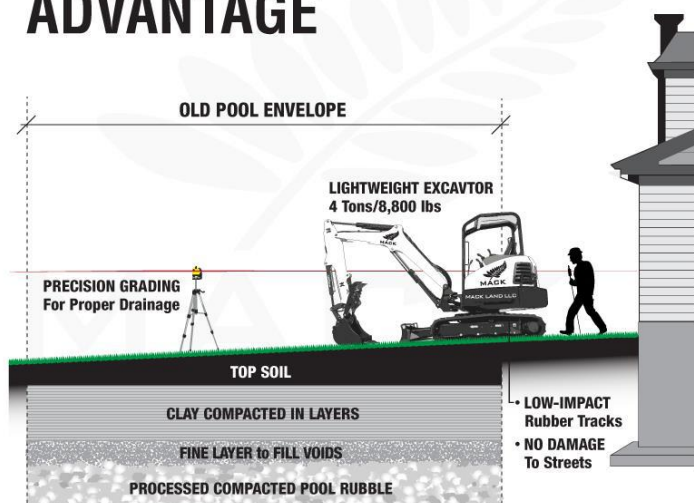 ADVANTAGE
OLD POOL ENVELOPE
LIGHTWEIGHT EXCAVTOR
4 Tons/8,800 lbs
MACK
MACK
MACK LAND LLC
PRECISION GRADING
For Proper Drainage
TOP SOIL
CLAY COMPACTED IN LAYERS
FINE LAYER to FILL VOIDS
PROCESSED COMPACTED POOL RUBBLE
• LOW-IMPACT
Rubber Tracks
• NO DAMAGE
To Streets